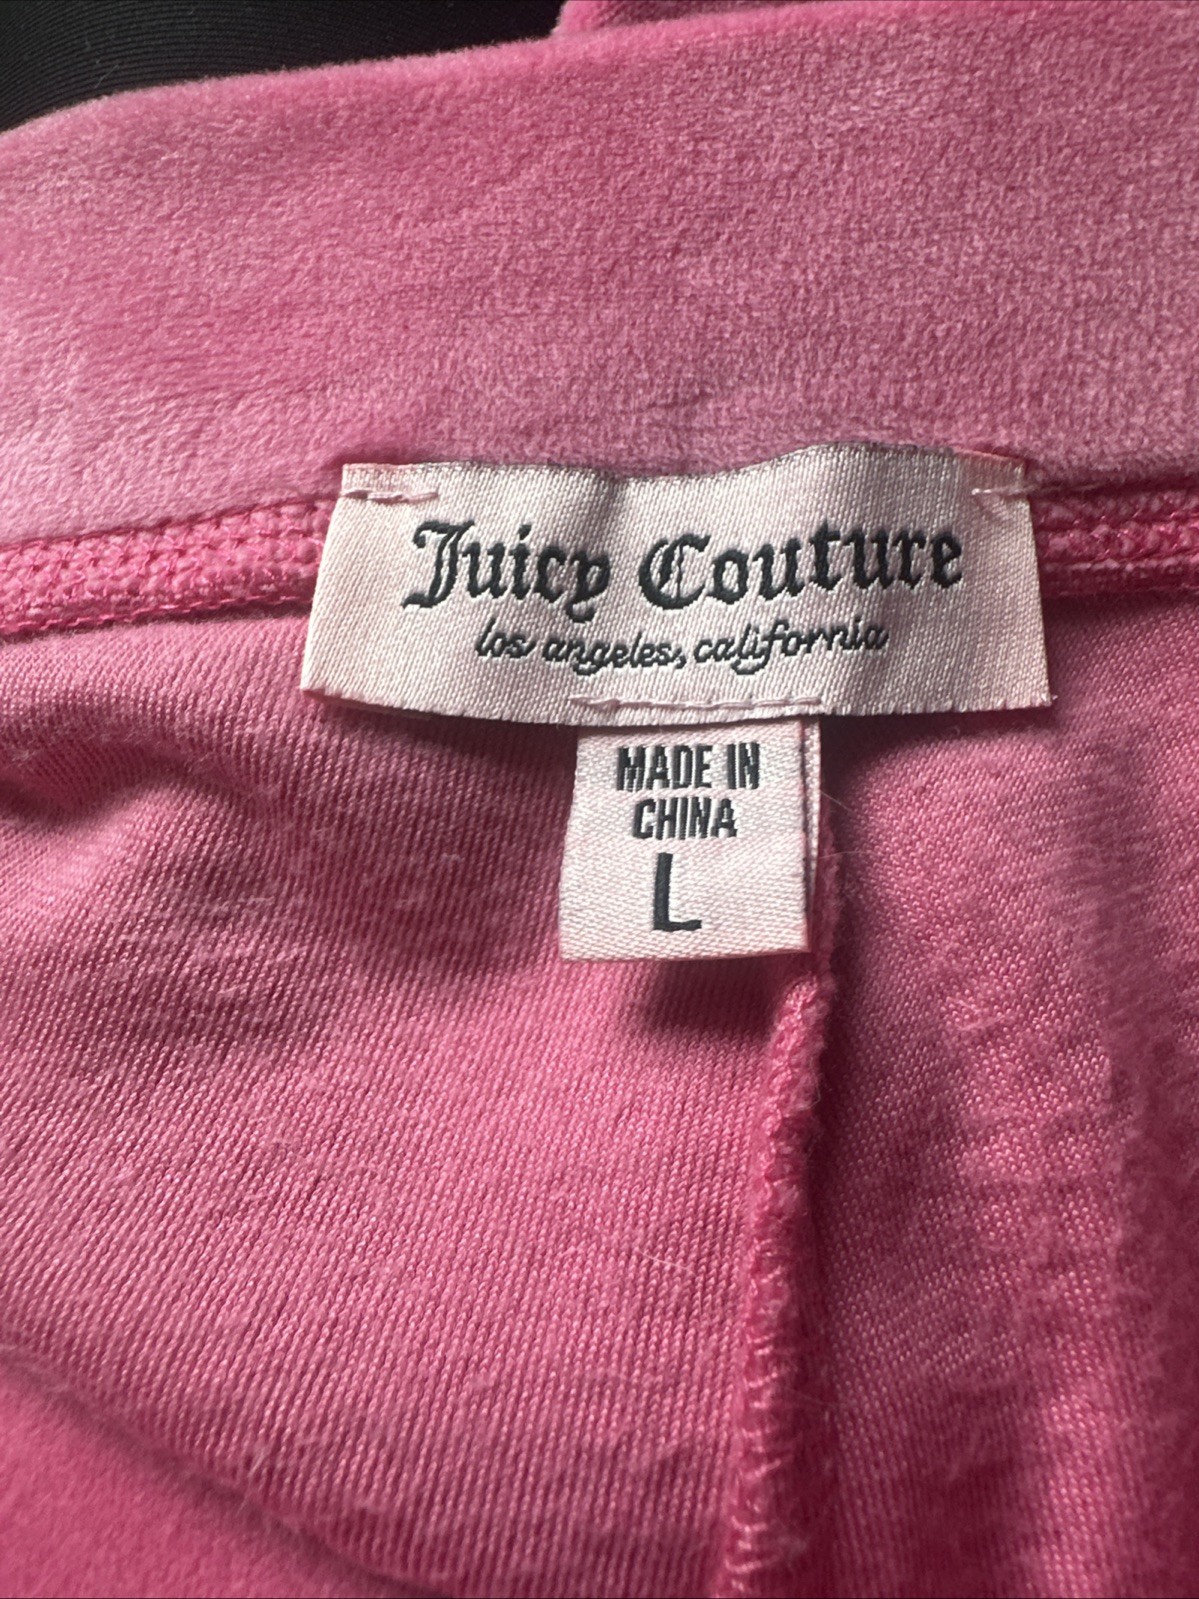 Juicy Couture
los angeles, california
MADE IN
CHINA
L